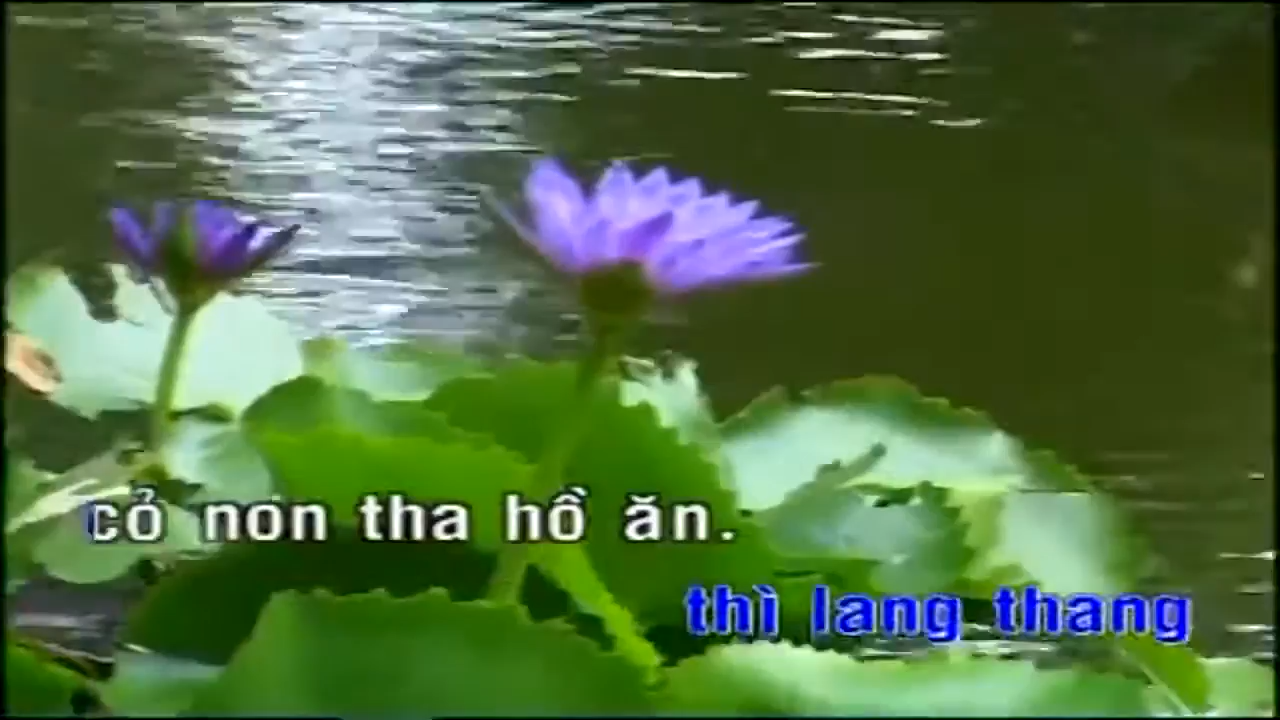 cỏ non tha hồ ăn.
thì lang thang